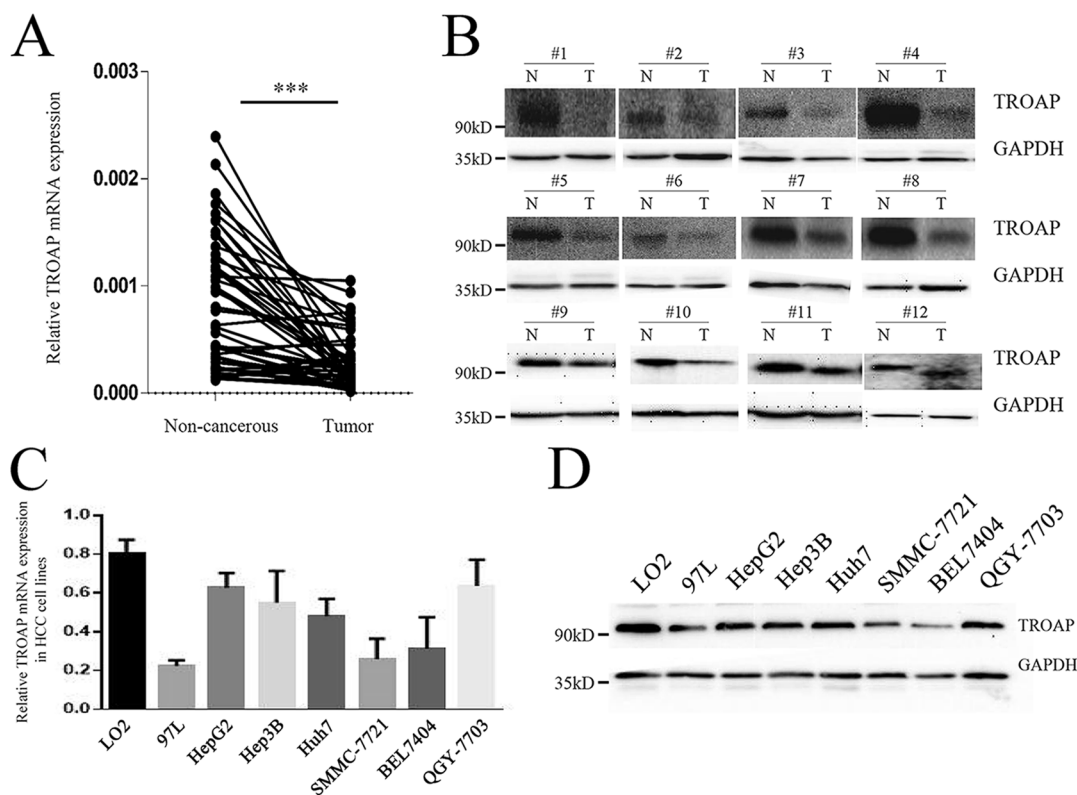 A
Relative TROAP mRNA expression
0.003
0.002
0.001
0.000
***
Non-cancerous Tumor
B
#1 #2 #3 #4
N T N T N T N T
TROAP
90kD
GAPDH
35kD
#5 #6 #7 #8
N T N T N T N T
TROAP
90kD
GAPDH
35kD
#9 #10 #11 #12
N T N T N T N T
TROAP
90kD
GAPDH
35kD
C
Relative TROAP mRNA expression
in HCC cell lines
1.0
0.8
0.6
0.4
0.2
0.0
LO2 97L HepG2 Hep3B Huh7 SMMC-7721 BEL7404 QGY-7703
D
LO2 97L HepG2 Hep3B Huh7 SMMC-7721 BEL7404 QGY-7703
90kD TROAP
GAPDH
35kD